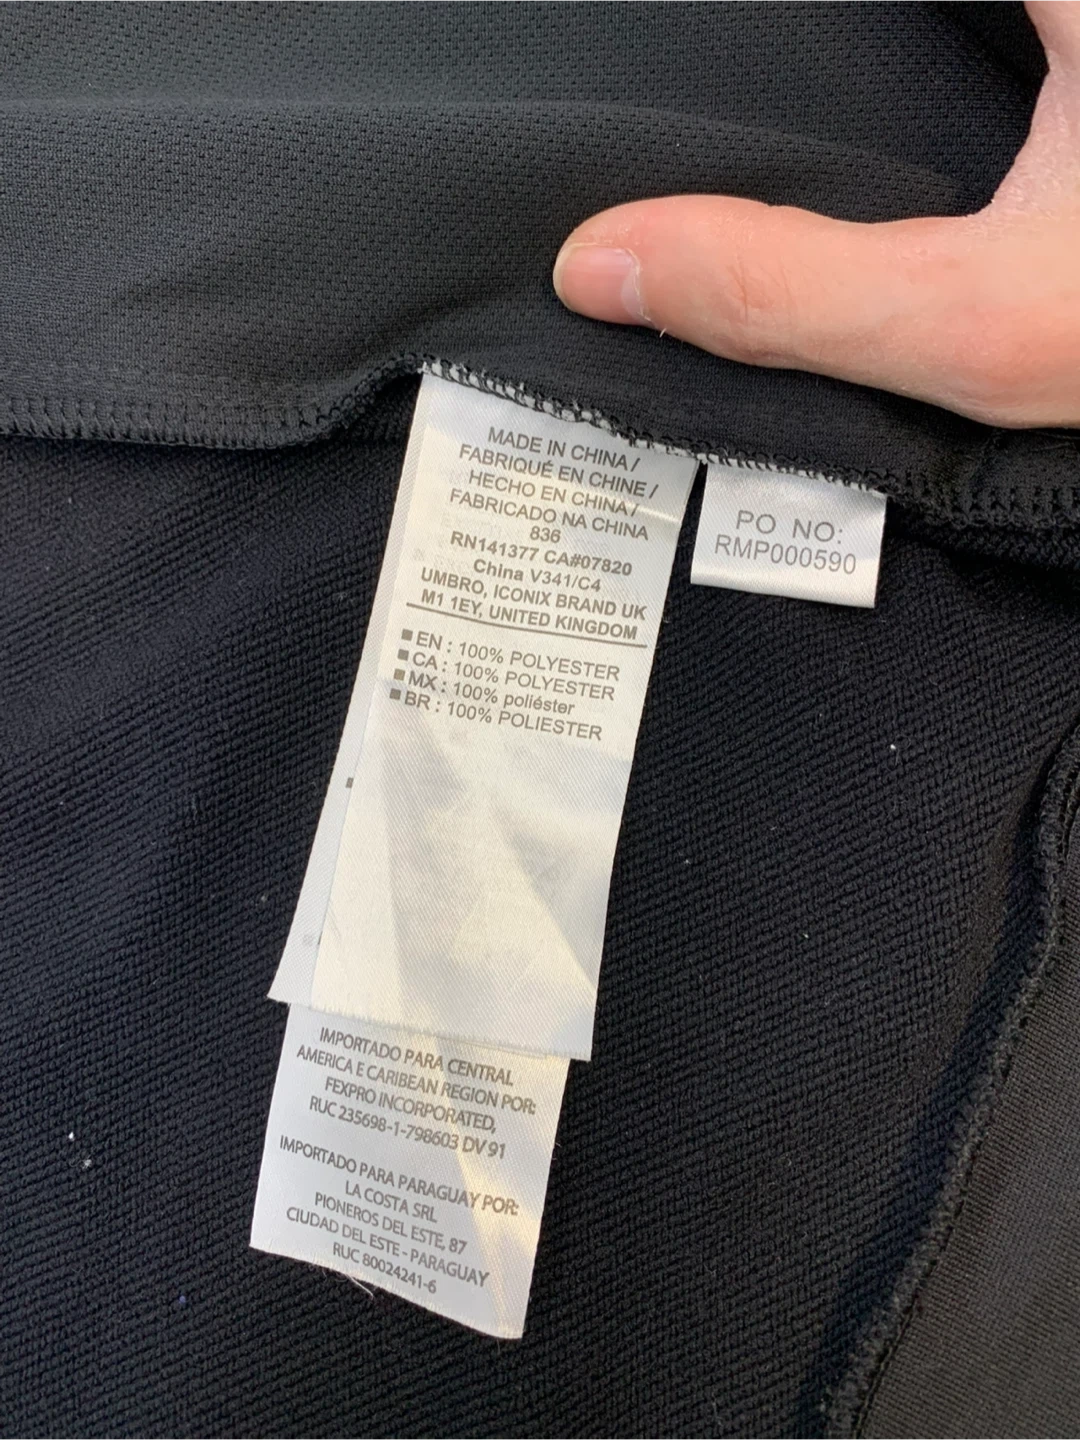 MADE IN CHINA /
FABRIQUÉ EN CHINE /
HECHO EN CHINA /
FABRICADO NA CHINA
836
RN141377 CA#07820
China V341/C4
UMBRO, ICONIX BRAND UK
M1 1EY, UNITED KINGDOM
EN : 100% POLYESTER
CA : 100% POLYESTER
MX : 100% poliéster
BR : 100% POLIESTER
PO NO:
RMP000590
IMPORTADO PARA CENTRAL
AMERICA E CARIBEAN REGION POR:
FEXPRO INCORPORATED,
RUC 235698-1-798603 DV 91
IMPORTADO PARA PARAGUAY POR:
LA COSTA SRL
PIONEROS DEL ESTE, 87
CIUDAD DEL ESTE - PARAGUAY
RUC 80024241-6